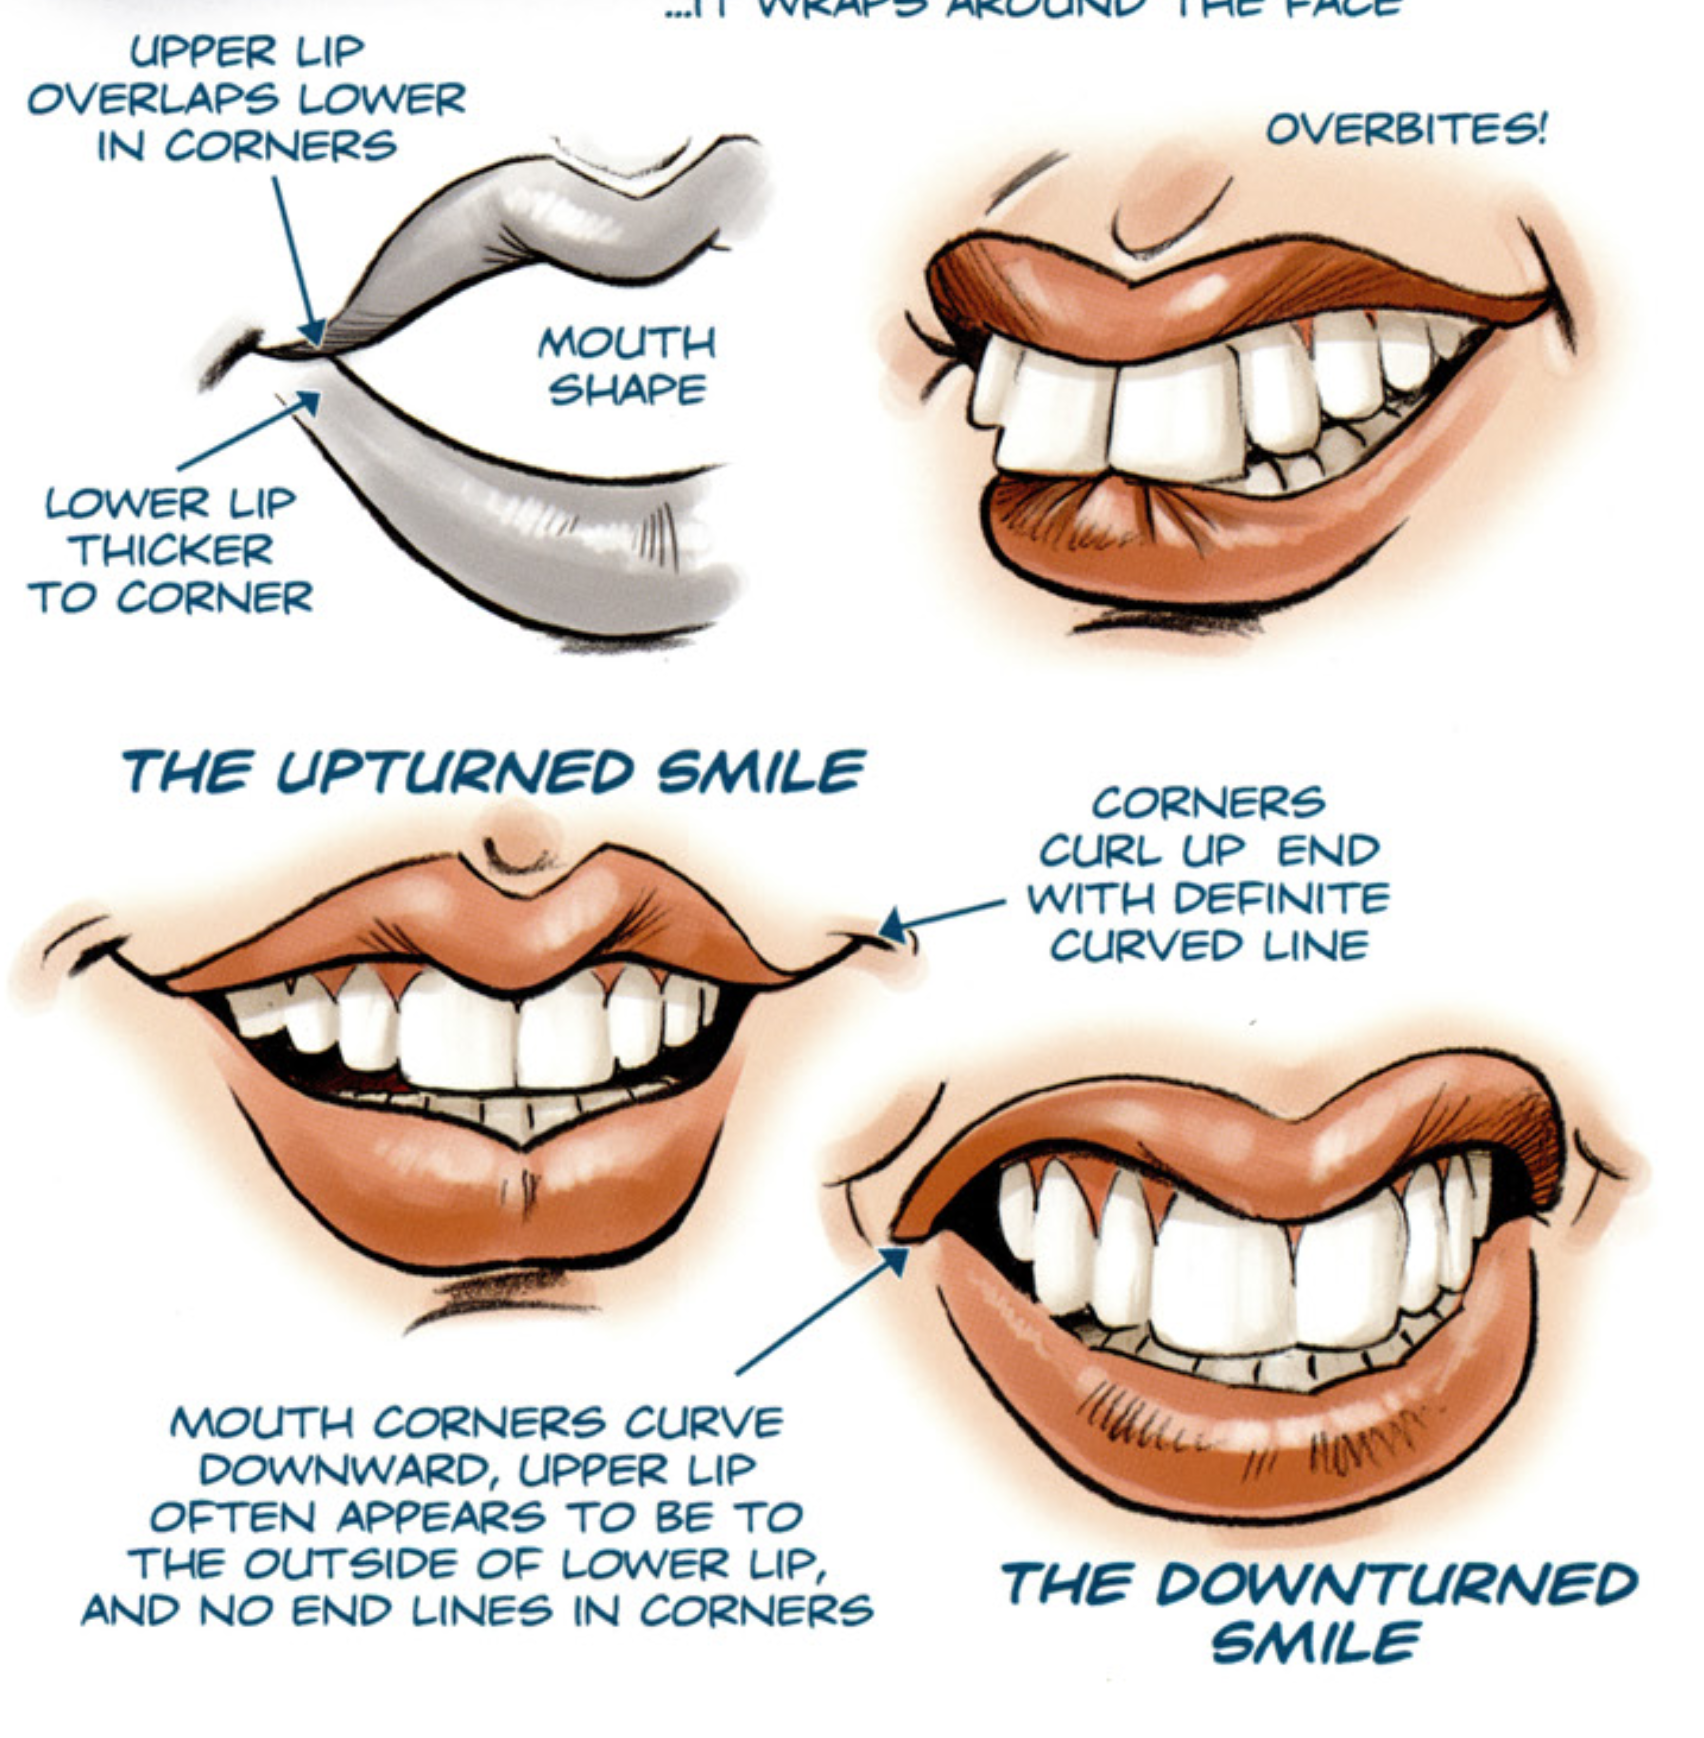 ...IT WRAPS AROUND THE FACE
UPPER LIP
OVERLAPS LOWER
IN CORNERS
OVERBITES!
MOUTH
SHAPE
LOWER LIP
THICKER
TO CORNER
THE UPTURNED SMILE
CORNERS
CURL UP END
WITH DEFINITE
CURVED LINE
MOUTH CORNERS CURVE
DOWNWARD, UPPER LIP
OFTEN APPEARS TO BE TO
THE OUTSIDE OF LOWER LIP,
AND NO END LINES IN CORNERS
THE DOWNTURNED
SMILE